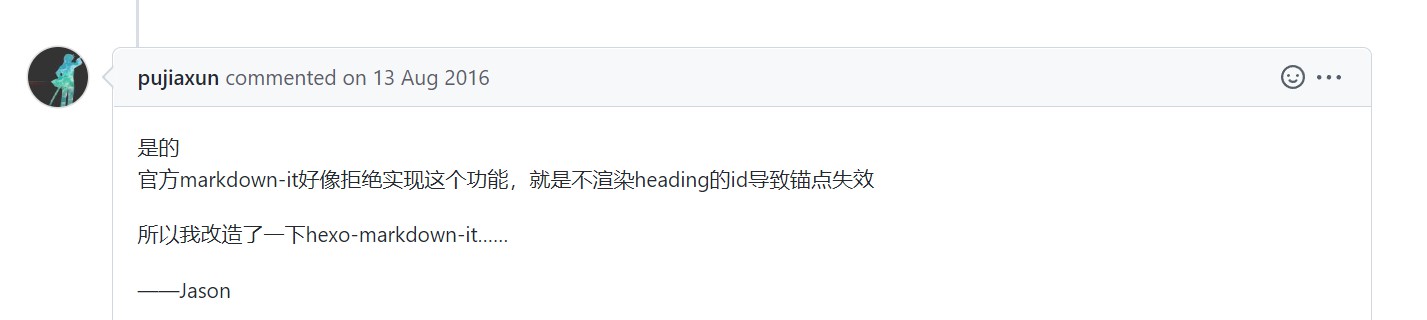 pujiaxun commented on 13 Aug 2016
是的
官方markdown-it好像拒绝实现这个功能，就是不渲染heading的id导致锚点失效
所以我改造了一下hexo-markdown-it……
——Jason